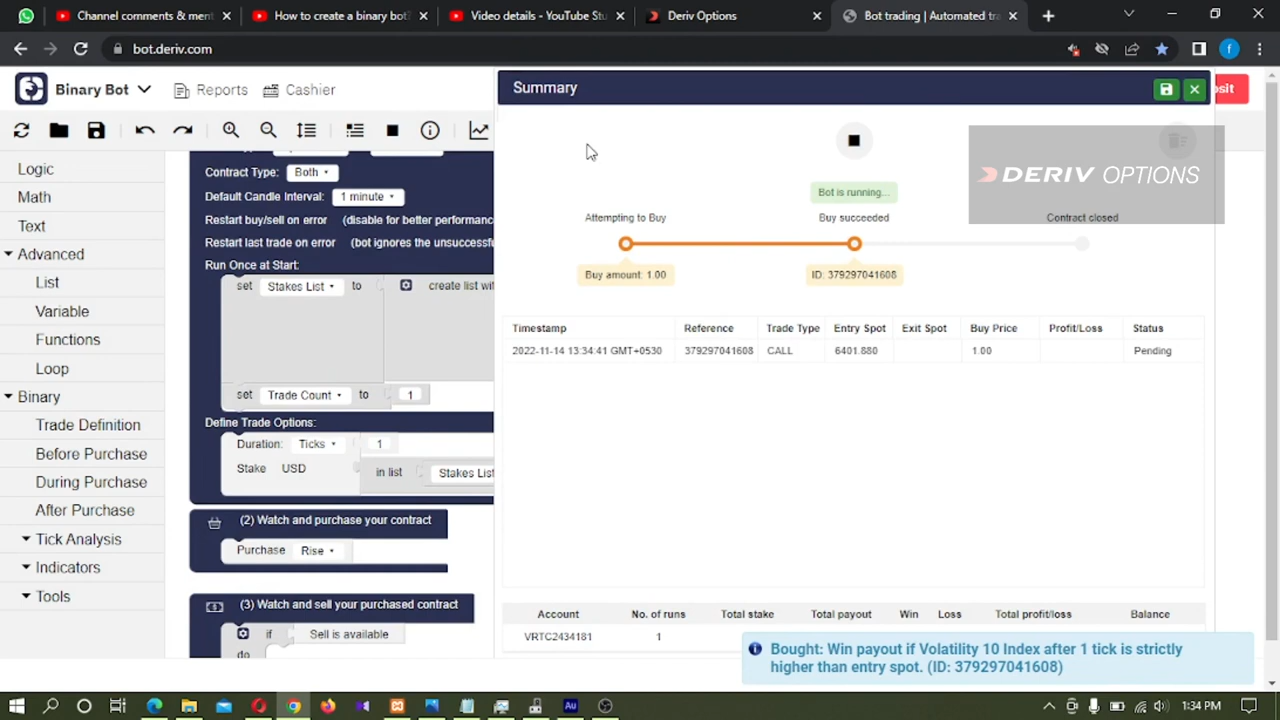 Channel comments & ment
How to create a binary bot?
Video details - YouTube Stu
Deriv Options
Bot trading | Automated tra
bot.deriv.com
f
Binary Bot
Reports
Cashier
Summary
osit
Logic
Math
Text
Advanced
List
Variable
Functions
Loop
Binary
Trade Definition
Before Purchase
During Purchase
After Purchase
Tick Analysis
Indicators
Tools
Contract Type: Both
Default Candle Interval: 1 minute
Restart buy/sell on error (disable for better performanc
Restart last trade on error (bot ignores the unsuccessfu
Run Once at Start:
set Stakes List to create list wit
set Trade Count to 1
Define Trade Options:
Duration: Ticks 1
Stake USD in list Stakes List
(2) Watch and purchase your contract
Purchase Rise
(3) Watch and sell your purchased contract
if Sell is available
do
DERIV OPTIONS
Bot is running...
Attempting to Buy Buy succeeded Contract closed
Buy amount: 1.00 ID: 379297041608
Timestamp Reference Trade Type Entry Spot Exit Spot Buy Price Profit/Loss Status
2022-11-14 13:34:41 GMT+0530 379297041608 CALL 6401.880 1.00 Pending
Account No. of runs Total stake Total payout Win Loss Total profit/loss Balance
VRTC2434181 1
Bought: Win payout if Volatility 10 Index after 1 tick is strictly
higher than entry spot. (ID: 379297041608)
Au
1:34 PM